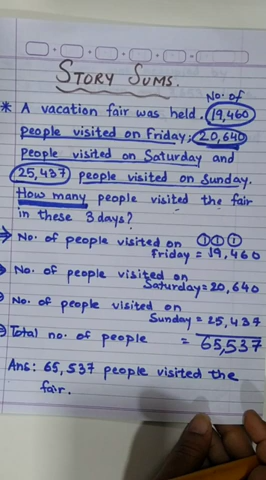 STORY SUMS.
No. of
* A vacation fair was held. 19,460
people visited on Friday; 20,640
people visited on Saturday and
25,437 people visited on Sunday.
How many people visited the fair
in these 3 days?
→ No. of people visited on ① ① ①
Friday = 19,460
No. of people visited on
Saturday = 20,640
No. of people visited on
Sunday = 25,437
Total no. of people = 65,537
Ans: 65,537 people visited the
fair.